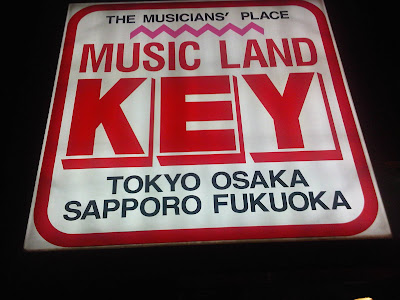 THE MUSICIANS' PLACE
MUSIC LAND
KEY
TOKYO OSAKA
SAPPORO FUKUOKA